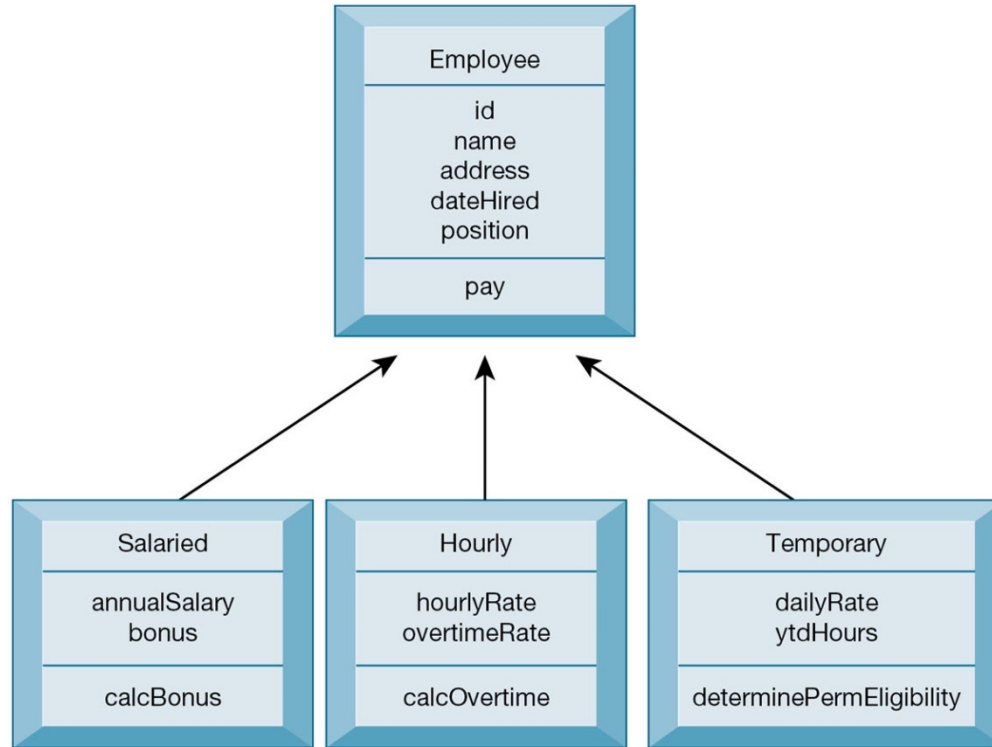 Employee
id
name
address
dateHired
position
pay
Salaried
annualSalary
bonus
calcBonus
Hourly
hourlyRate
overtimeRate
calcOvertime
Temporary
dailyRate
ytdHours
determinePermEligibility